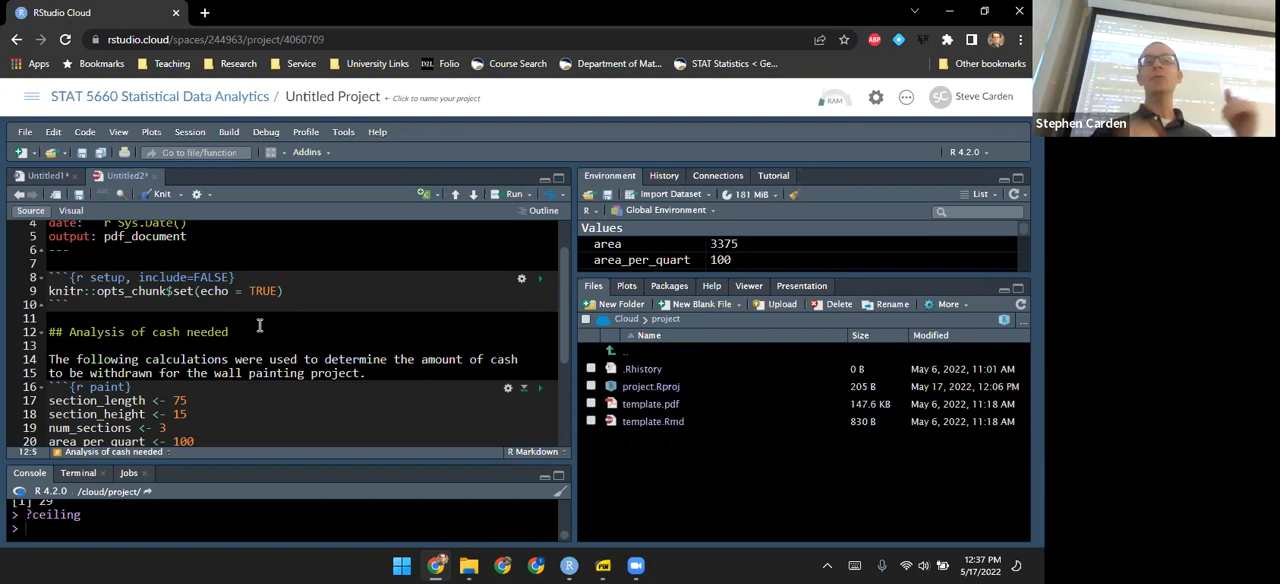 RStudio Cloud
rstudio.cloud/spaces/244963/project/4060709
Apps Bookmarks Teaching Research Service University Links Folio Course Search Department of Mat... STAT Statistics < Ge... Other bookmarks
STAT 5660 Statistical Data Analytics / Untitled Project Click to name your project RAM SC Steve Carden
Stephen Carden
File Edit Code View Plots Session Build Debug Profile Tools Help
Go to file/function Addins R 4.2.0
Untitled1* Untitled2*
Knit Run
Source Visual Outline
4 date: `r Sys.Date()`
5 output: pdf_document
6 ---
7
8 ```{r setup, include=FALSE}
9 knitr::opts_chunk$set(echo = TRUE)
10 ```
11
12 ## Analysis of cash needed
13
14 The following calculations were used to determine the amount of cash
15 to be withdrawn for the wall painting project.
16 ```{r paint}
17 section_length <- 75
18 section_height <- 15
19 num_sections <- 3
20 area_per_quart <- 100
12:5 Analysis of cash needed R Markdown
Console Terminal Jobs
R 4.2.0 . /cloud/project/
[1] 29
> ?ceiling
>
Environment History Connections Tutorial
Import Dataset 181 MiB List
R Global Environment
Values
area 3375
area_per_quart 100
Files Plots Packages Help Viewer Presentation
New Folder New Blank File Upload Delete Rename More
Cloud > project
Name Size Modified
..
.Rhistory 0 B May 6, 2022, 11:01 AM
project.Rproj 205 B May 17, 2022, 12:06 PM
template.pdf 147.6 KB May 6, 2022, 11:18 AM
template.Rmd 830 B May 6, 2022, 11:18 AM
12:37 PM
5/17/2022